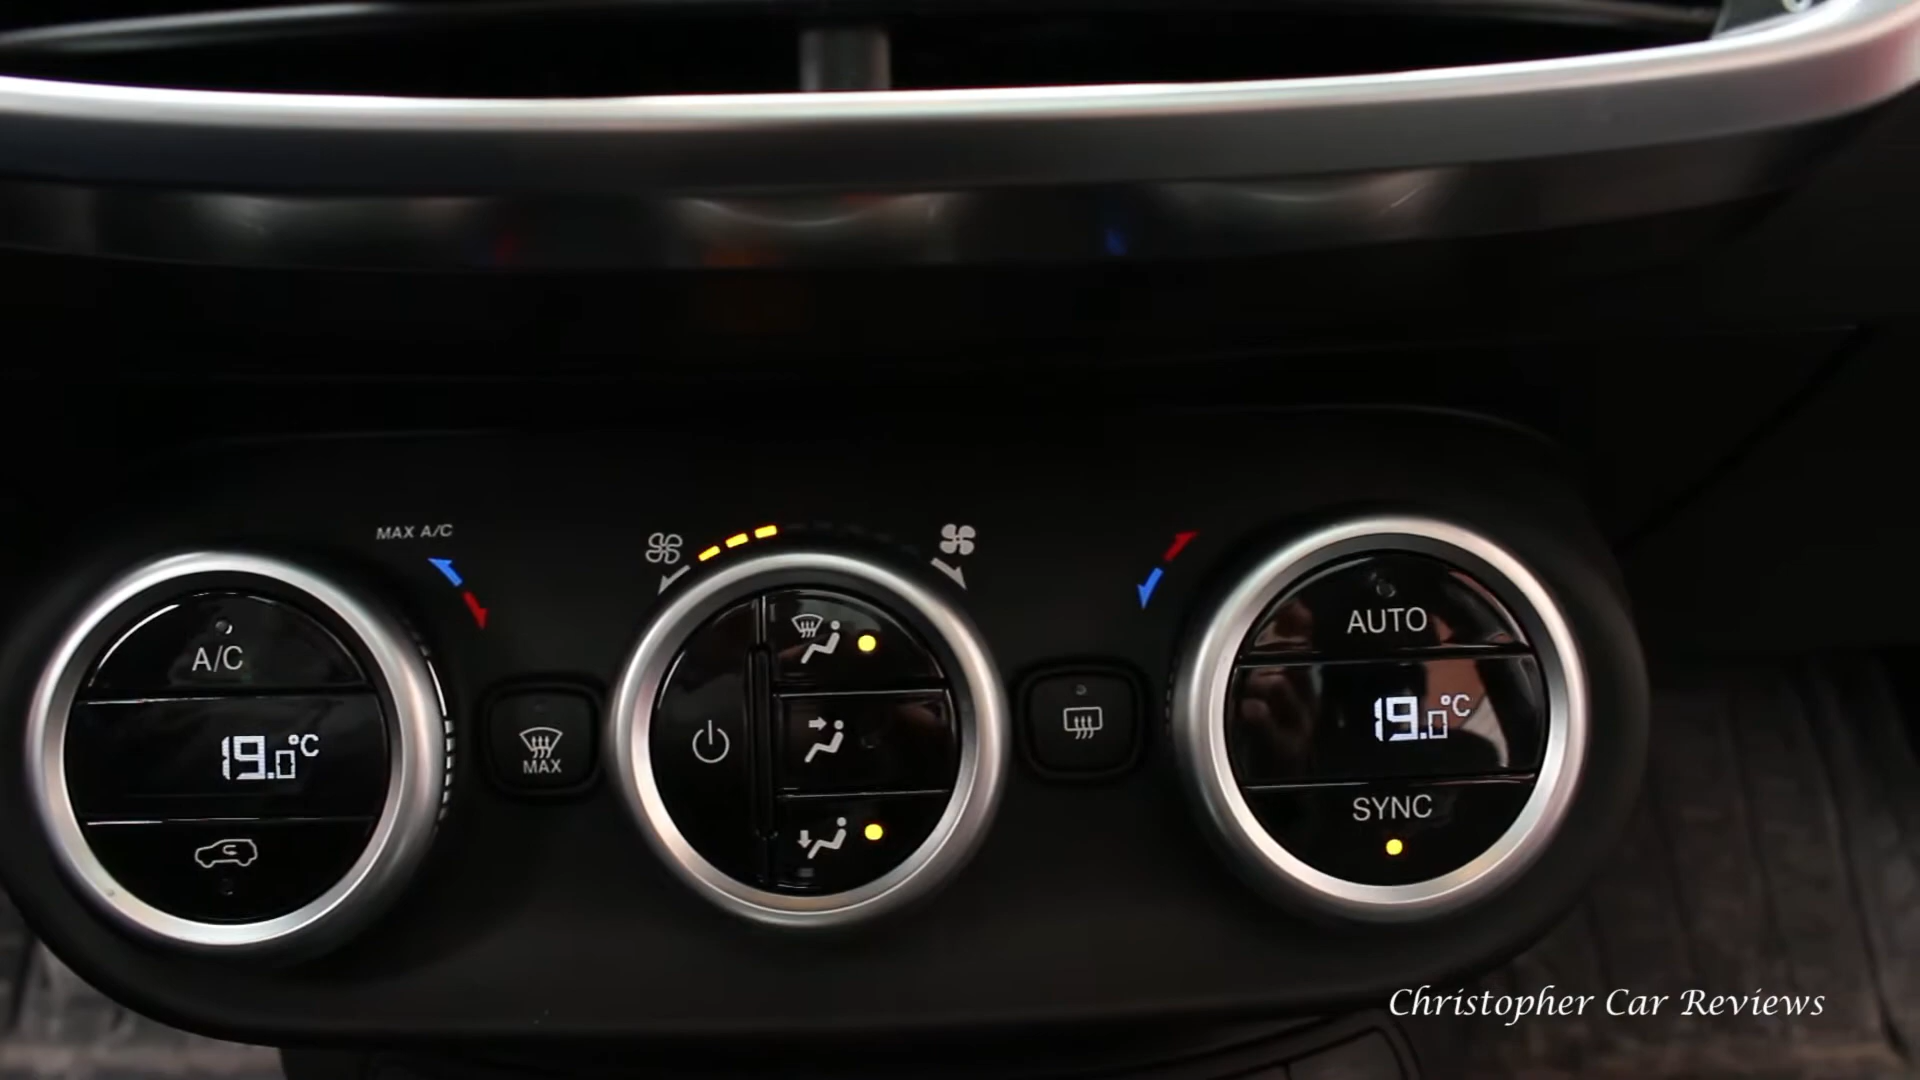 MAX A/C
A/C
19.0°C
MAX
AUTO
19.0°C
SYNC
Christopher Car Reviews